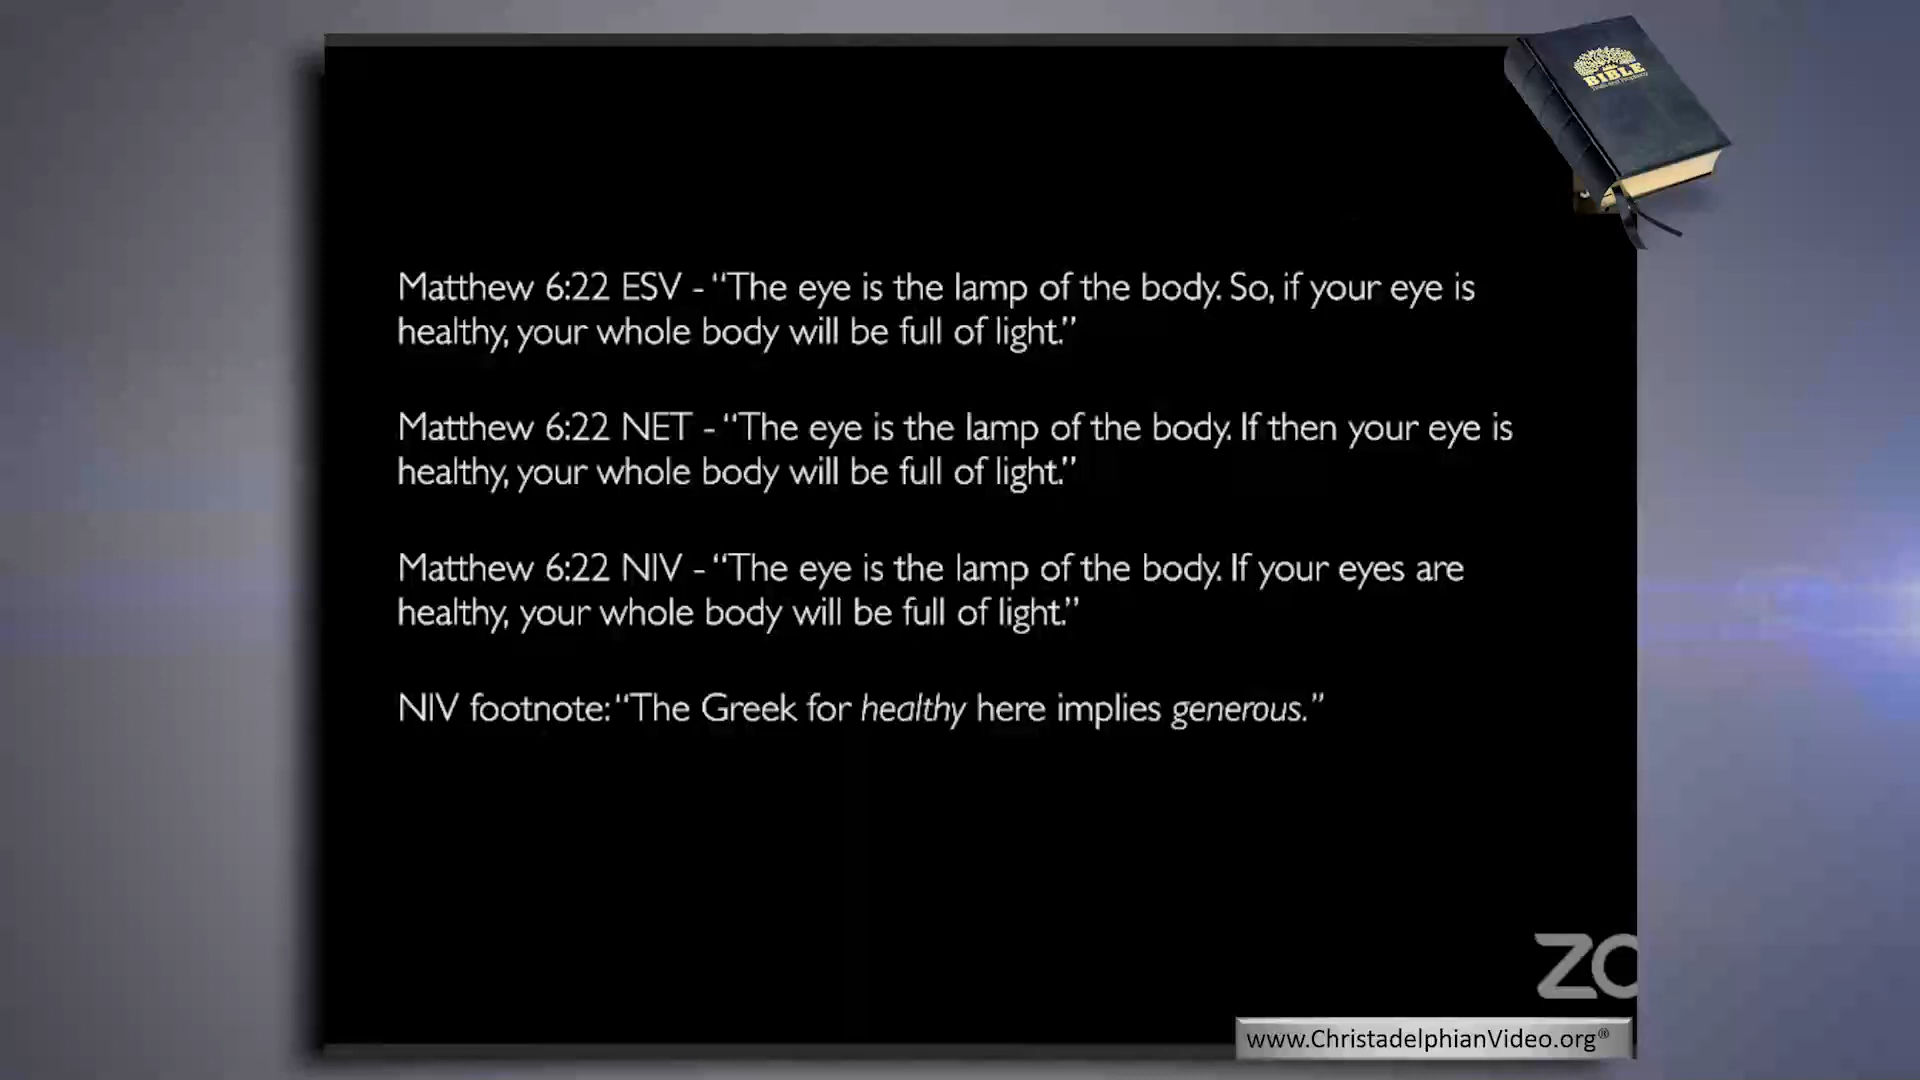 BIBLE
Matthew 6:22 ESV - “The eye is the lamp of the body. So, if your eye is
healthy, your whole body will be full of light.”
Matthew 6:22 NET - “The eye is the lamp of the body. If then your eye is
healthy, your whole body will be full of light.”
Matthew 6:22 NIV - “The eye is the lamp of the body. If your eyes are
healthy, your whole body will be full of light.”
NIV footnote: “The Greek for healthy here implies generous.”
ZO
www.ChristadelphianVideo.org®